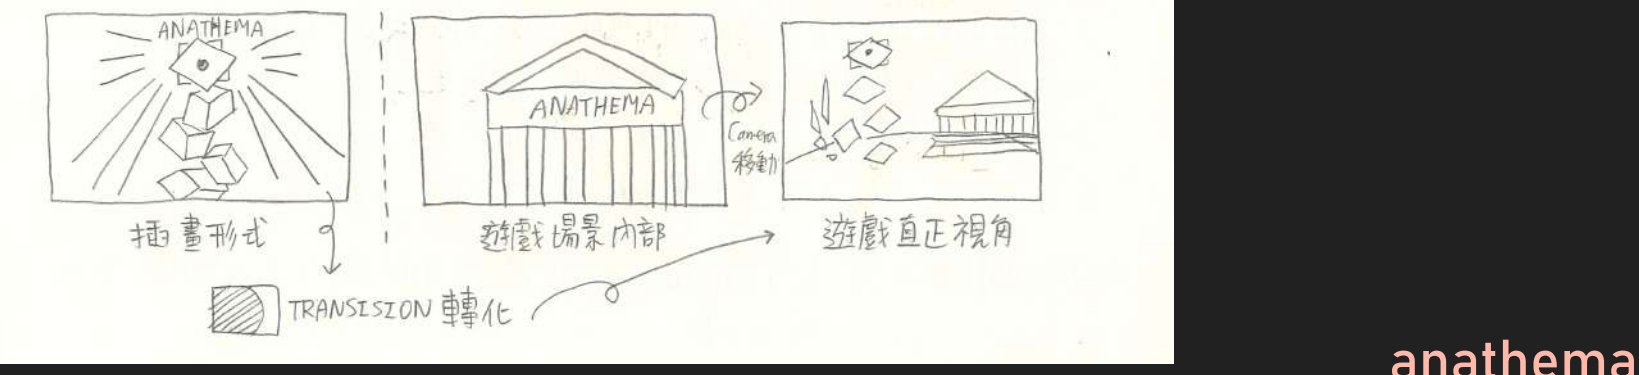 ANATHEMA
ANATHEMA
Camera
移動
插畫形式
遊戲場景內部
遊戲真正視角
TRANSISION 轉化
anathema